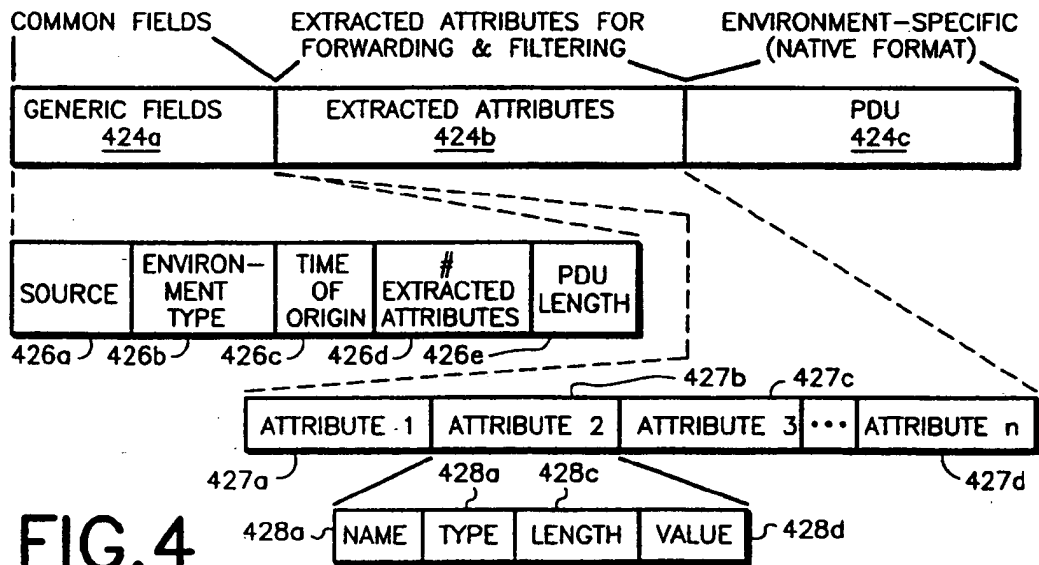 COMMON FIELDS
EXTRACTED ATTRIBUTES FOR
FORWARDING & FILTERING
ENVIRONMENT-SPECIFIC
(NATIVE FORMAT)
GENERIC FIELDS
424a
EXTRACTED ATTRIBUTES
424b
PDU
424c
SOURCE
ENVIRON-
MENT
TYPE
TIME
OF
ORIGIN
#
EXTRACTED
ATTRIBUTES
PDU
LENGTH
426a
426b
426c
426d
426e
427b
427c
ATTRIBUTE 1
ATTRIBUTE 2
ATTRIBUTE 3
•••
ATTRIBUTE n
427a
428a
428c
427d
428a
NAME
TYPE
LENGTH
VALUE
428d
FIG.4